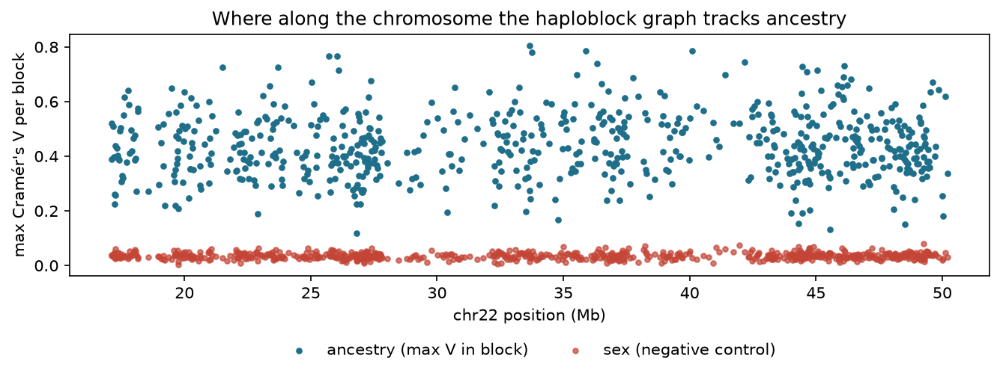 Where along the chromosome the haploblock graph tracks ancestry
max Cramér's V per block
0.8
0.6
0.4
0.2
0.0
20 25 30 35 40 45 50
chr22 position (Mb)
ancestry (max V in block) sex (negative control)